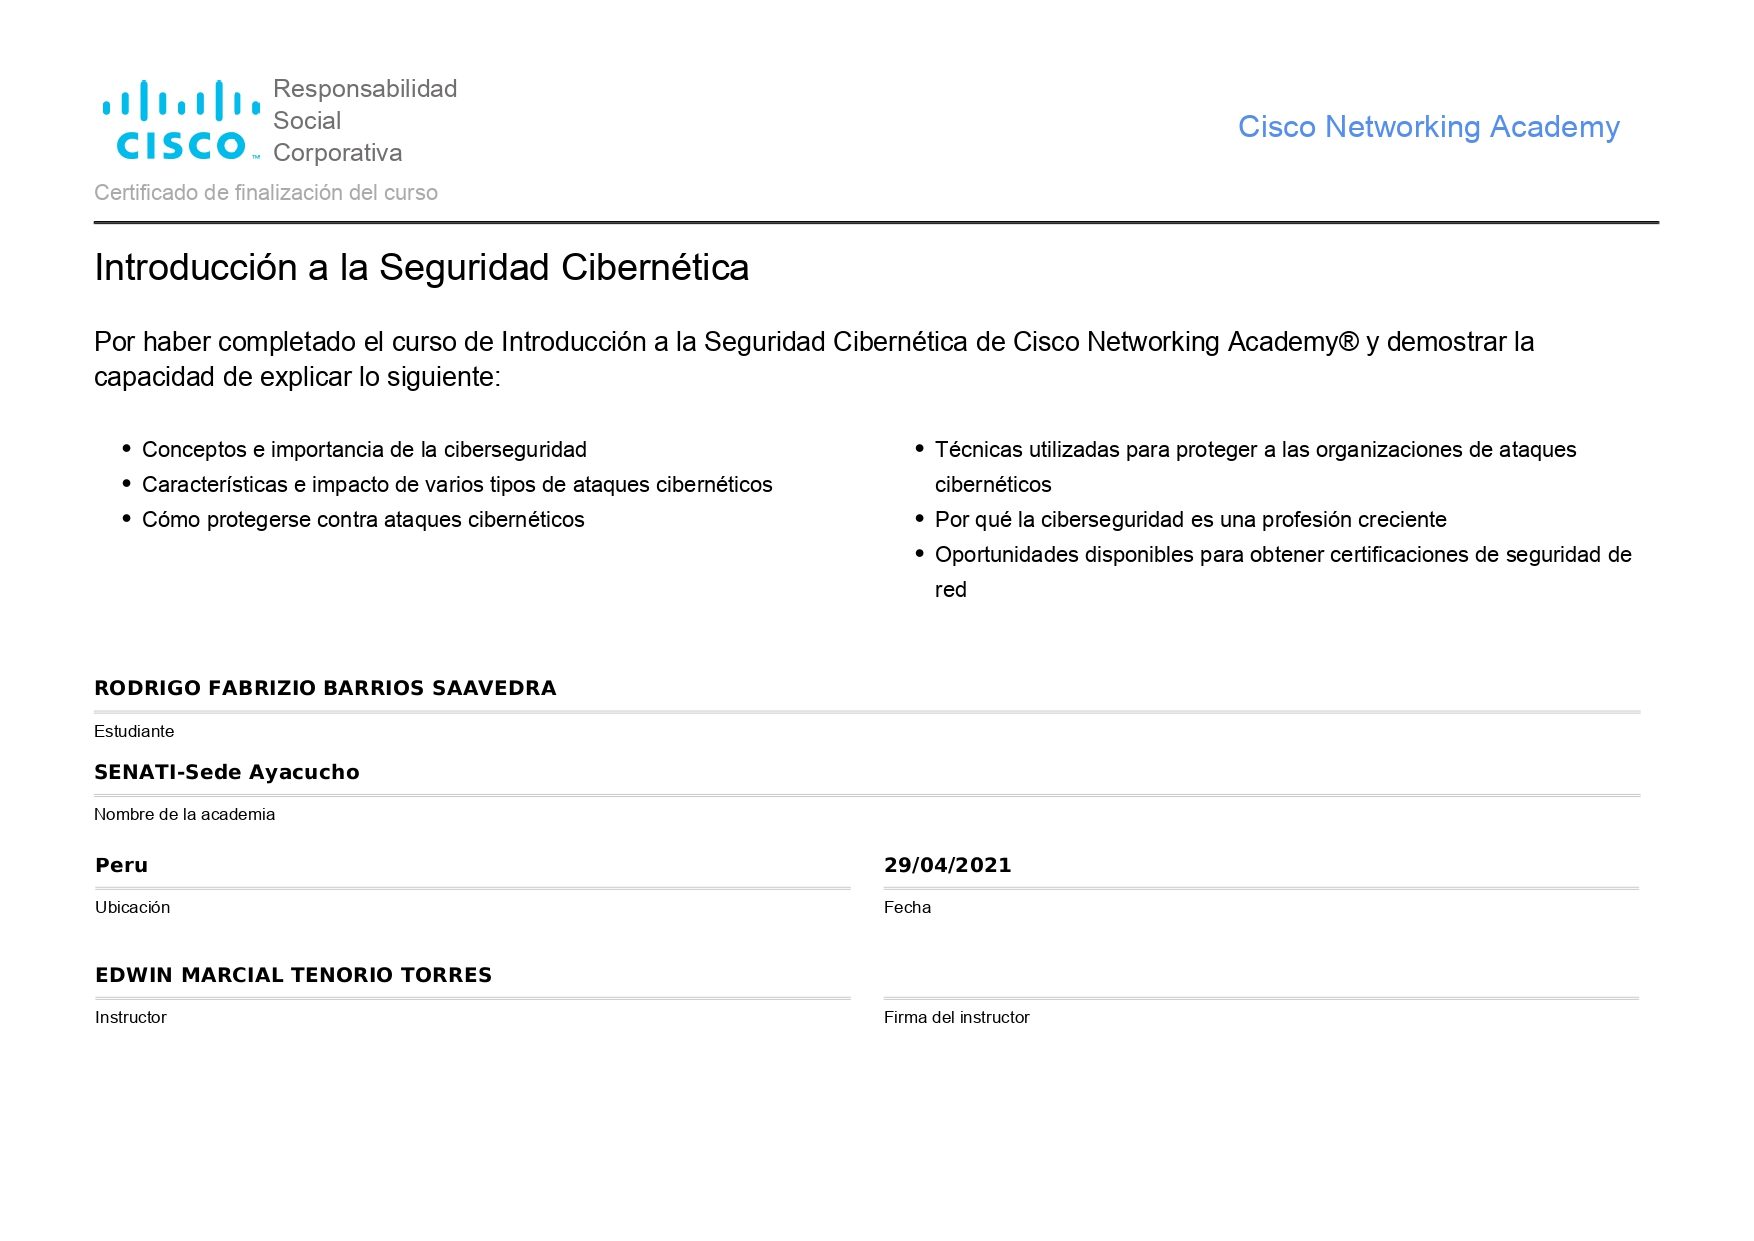 CISCO™
Responsabilidad
Social
Corporativa
Cisco Networking Academy
Certificado de finalización del curso
Introducción a la Seguridad Cibernética
Por haber completado el curso de Introducción a la Seguridad Cibernética de Cisco Networking Academy® y demostrar la
capacidad de explicar lo siguiente:
• Conceptos e importancia de la ciberseguridad
• Características e impacto de varios tipos de ataques cibernéticos
• Cómo protegerse contra ataques cibernéticos
• Técnicas utilizadas para proteger a las organizaciones de ataques
cibernéticos
• Por qué la ciberseguridad es una profesión creciente
• Oportunidades disponibles para obtener certificaciones de seguridad de
red
RODRIGO FABRIZIO BARRIOS SAAVEDRA
Estudiante
SENATI-Sede Ayacucho
Nombre de la academia
Peru
Ubicación
29/04/2021
Fecha
EDWIN MARCIAL TENORIO TORRES
Instructor
Firma del instructor